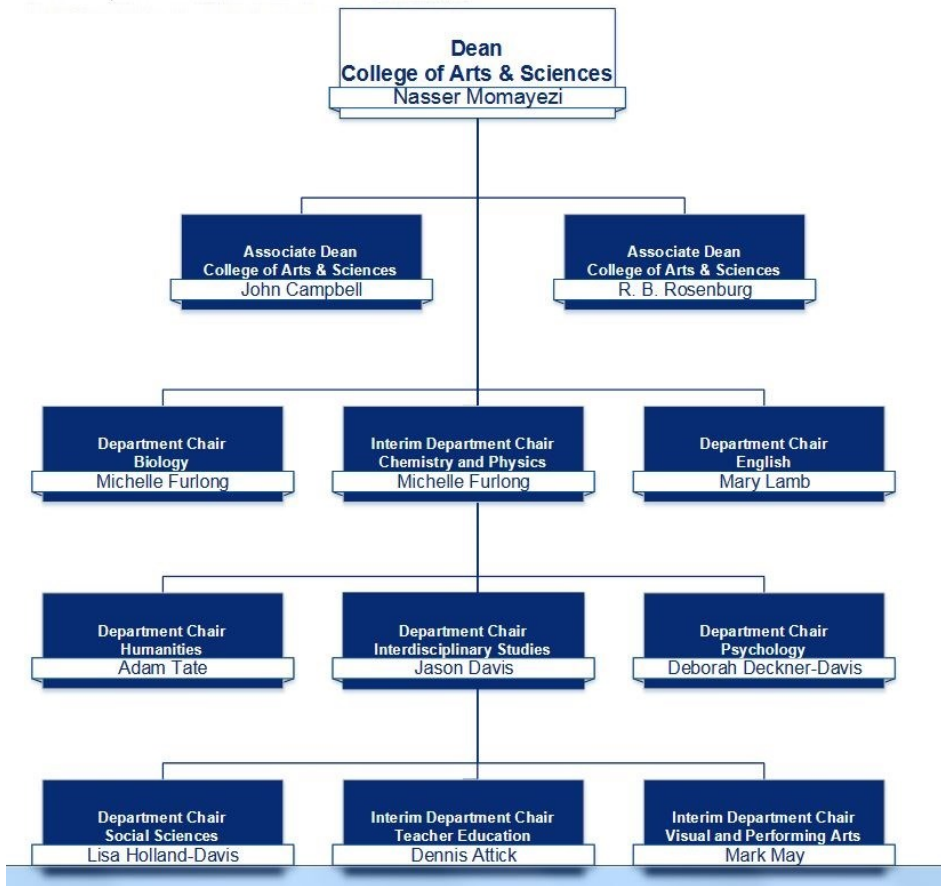 Dean
College of Arts & Sciences
Nasser Momayezi
Associate Dean
College of Arts & Sciences
John Campbell
Associate Dean
College of Arts & Sciences
R. B. Rosenburg
Department Chair
Biology
Michelle Furlong
Interim Department Chair
Chemistry and Physics
Michelle Furlong
Department Chair
English
Mary Lamb
Department Chair
Humanities
Adam Tate
Department Chair
Interdisciplinary Studies
Jason Davis
Department Chair
Psychology
Deborah Deckner-Davis
Department Chair
Social Sciences
Lisa Holland-Davis
Interim Department Chair
Teacher Education
Dennis Attick
Interim Department Chair
Visual and Performing Arts
Mark May